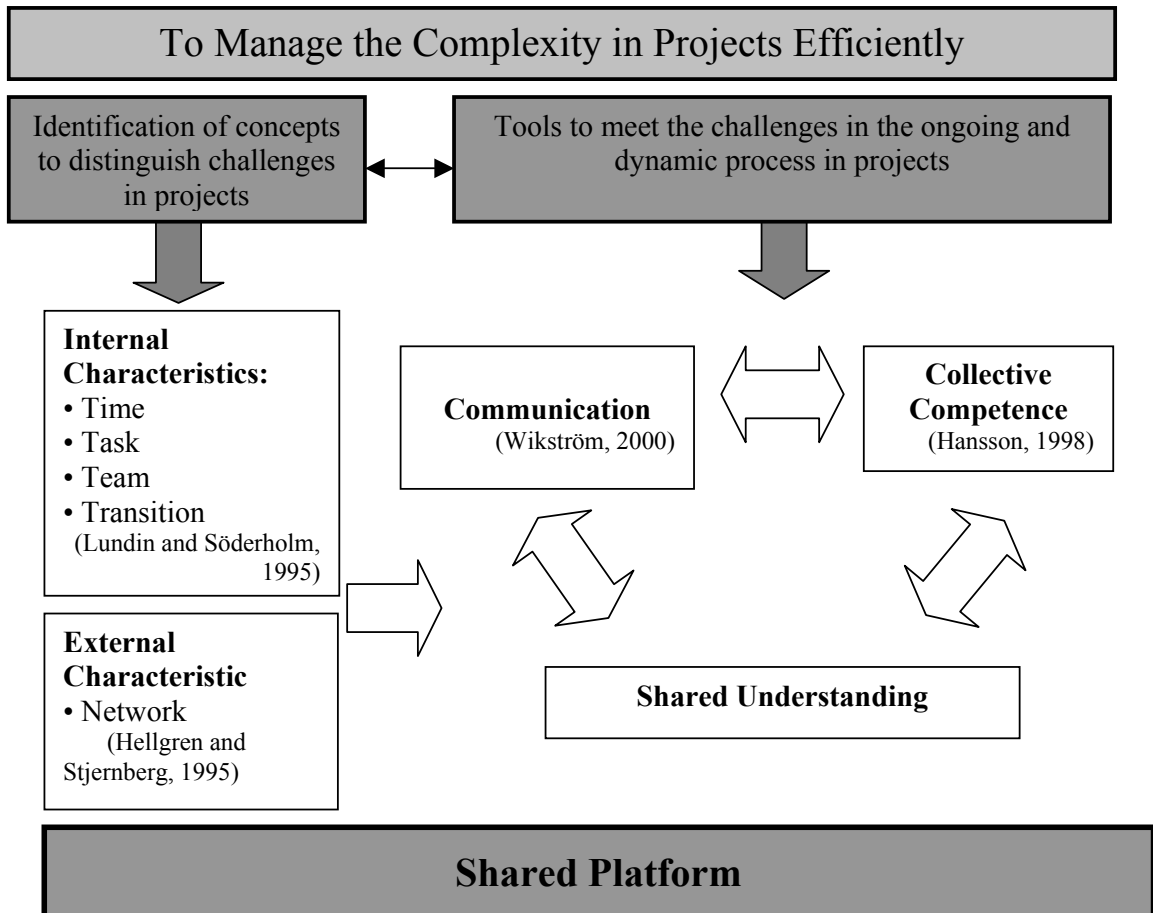 To Manage the Complexity in Projects Efficiently
Identification of concepts
to distinguish challenges
in projects
Tools to meet the challenges in the ongoing and
dynamic process in projects
Internal
Characteristics:
• Time
• Task
• Team
• Transition
(Lundin and Söderholm,
1995)
External
Characteristic
• Network
(Hellgren and
Stjernberg, 1995)
Communication
(Wikström, 2000)
Collective
Competence
(Hansson, 1998)
Shared Understanding
Shared Platform